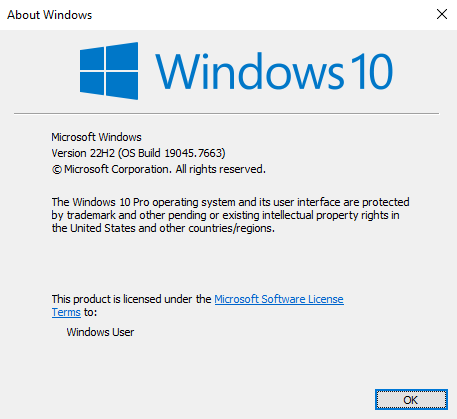 About Windows
Windows 10
Microsoft Windows
Version 22H2 (OS Build 19045.7663)
© Microsoft Corporation. All rights reserved.
The Windows 10 Pro operating system and its user interface are protected
by trademark and other pending or existing intellectual property rights in
the United States and other countries/regions.
This product is licensed under the Microsoft Software License
Terms to:
Windows User
OK